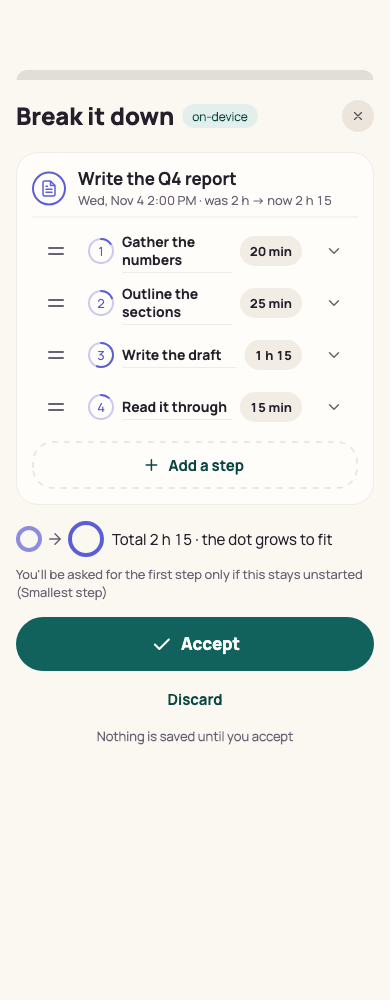 Break it down
on-device
Write the Q4 report
Wed, Nov 4 2:00 PM · was 2 h → now 2 h 15
1
Gather the
numbers
20 min
2
Outline the
sections
25 min
3
Write the draft
1 h 15
4
Read it through
15 min
+ Add a step
→
Total 2 h 15 · the dot grows to fit
You'll be asked for the first step only if this stays unstarted
(Smallest step)
Accept
Discard
Nothing is saved until you accept